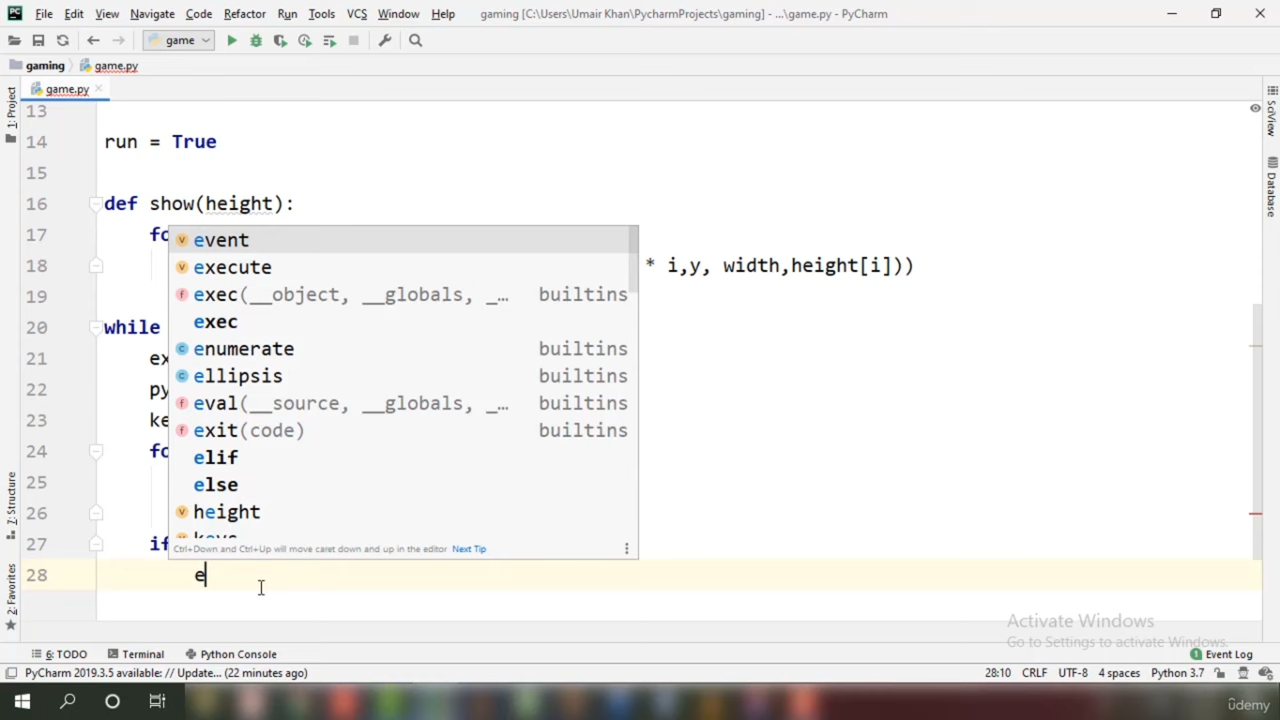 File Edit View Navigate Code Refactor Run Tools VCS Window Help gaming [C:\Users\Umair Khan\PycharmProjects\gaming] - ...\game.py - PyCharm
game
gaming game.py
game.py
1: Project
SciView
Database
13
14 run = True
15
16 def show(height):
17 fo
18 * i,y, width,height[i]))
19
20 while
21 ex
22 py
23 ke
24 fo
25
26
27 if
28 e
event
execute
exec(__object, __globals, _… builtins
exec
enumerate builtins
ellipsis builtins
eval(__source, __globals, _… builtins
exit(code) builtins
elif
else
height
keys
Ctrl+Down and Ctrl+Up will move caret down and up in the editor Next Tip
7: Structure
2: Favorites
Activate Windows
Go to Settings to activate Windows.
6: TODO Terminal Python Console 1 Event Log
PyCharm 2019.3.5 available: // Update... (22 minutes ago) 28:10 CRLF UTF-8 4 spaces Python 3.7
ûdemy